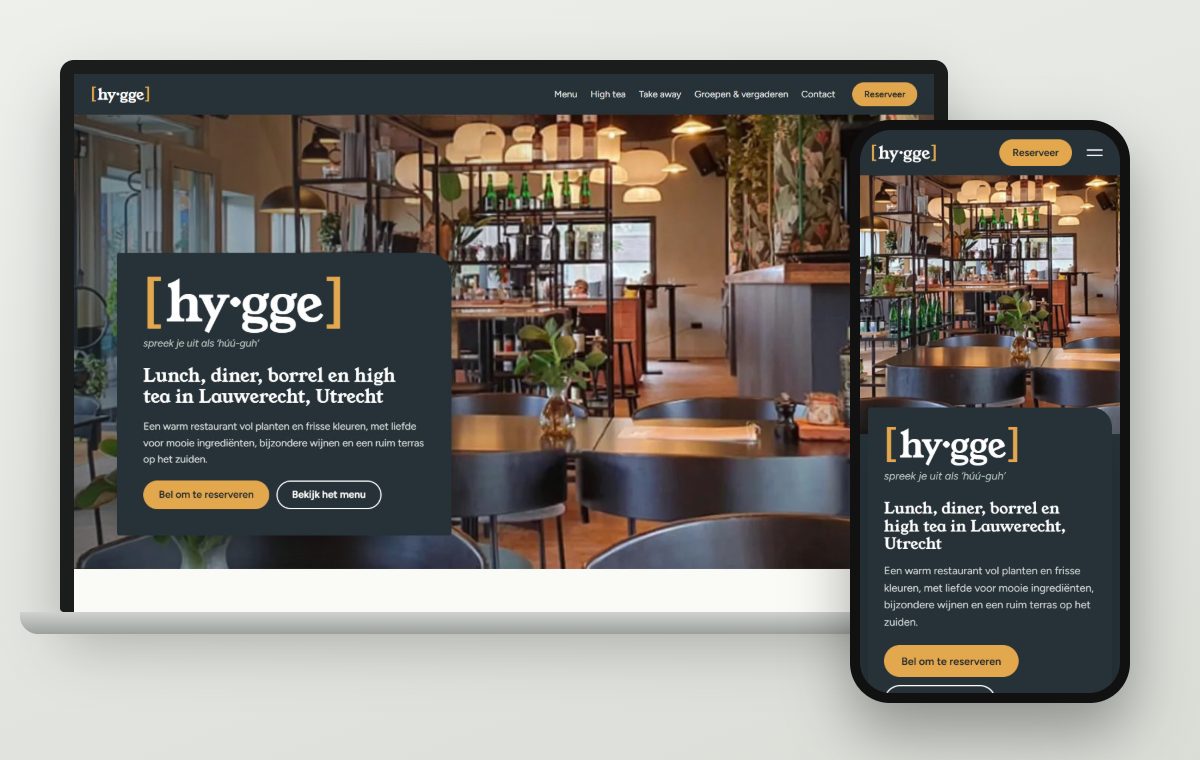 [hy·gge]
Menu High tea Take away Groepen & vergaderen Contact Reserveer
[hy·gge]
spreek je uit als 'húú-guh'
Lunch, diner, borrel en high
tea in Lauwerecht, Utrecht
Een warm restaurant vol planten en frisse kleuren, met liefde
voor mooie ingrediënten, bijzondere wijnen en een ruim terras
op het zuiden.
Bel om te reserveren Bekijk het menu
[hy·gge] Reserveer
[hy·gge]
spreek je uit als 'húú-guh'
Lunch, diner, borrel en
high tea in Lauwerecht,
Utrecht
Een warm restaurant vol planten en frisse
kleuren, met liefde voor mooie ingrediënten,
bijzondere wijnen en een ruim terras op het
zuiden.
Bel om te reserveren